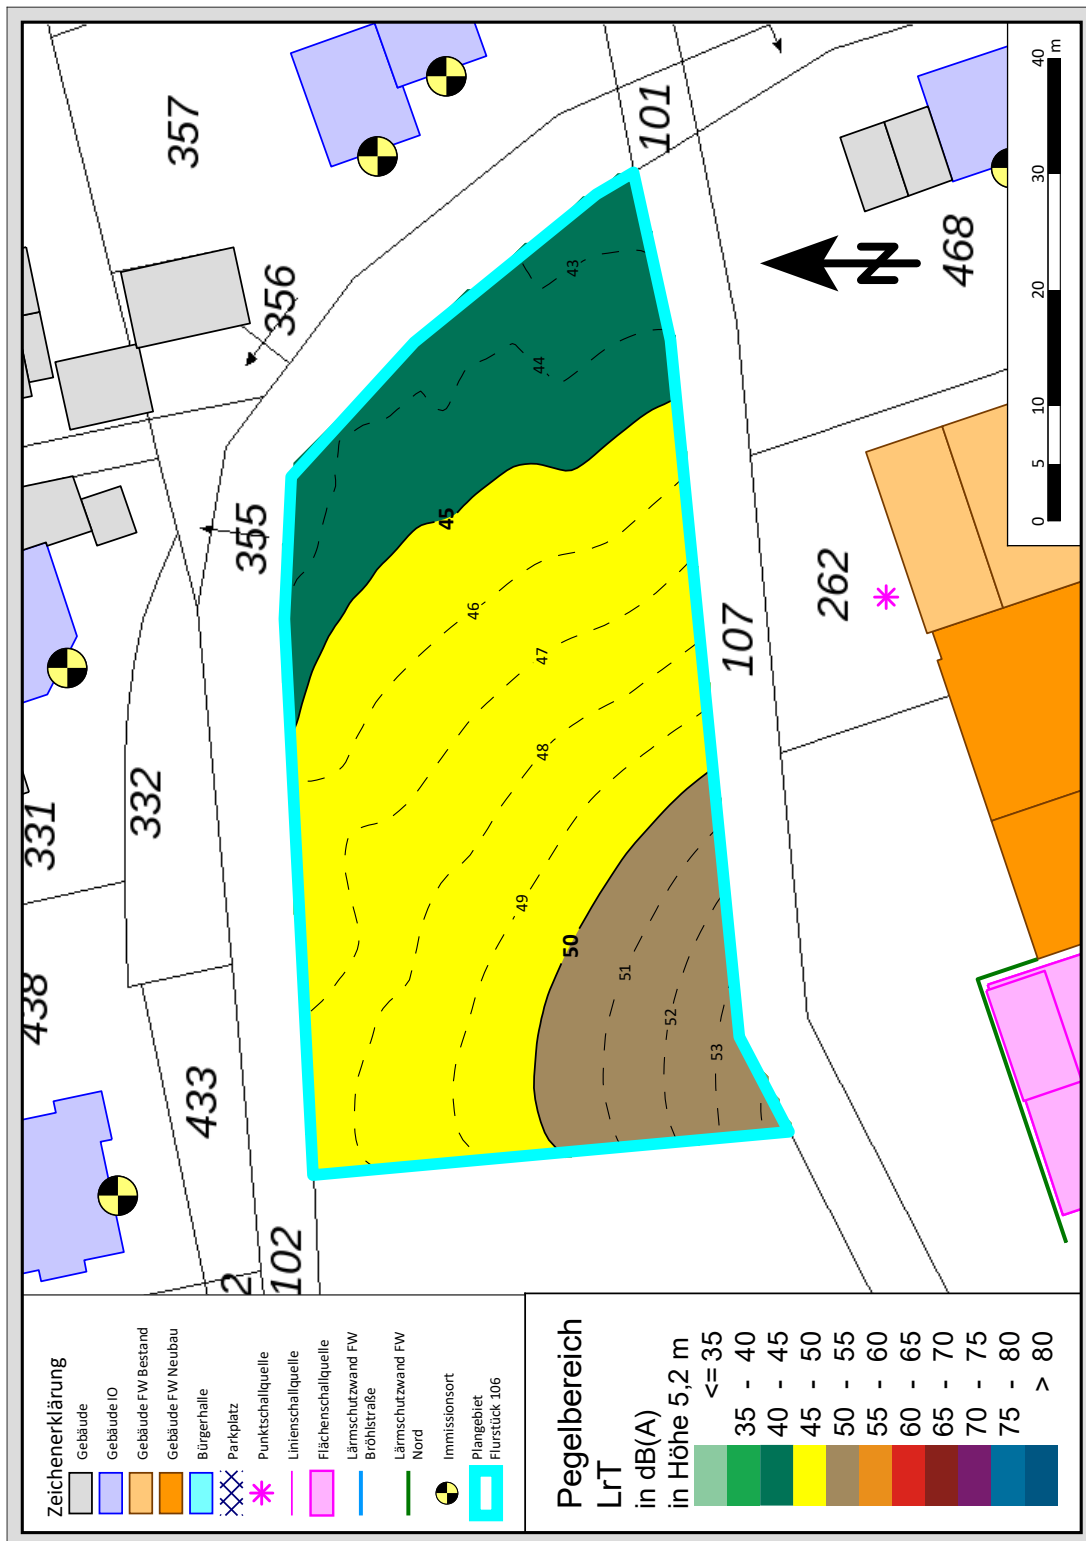 357
356
355
101
468
262
107
332
331
438
433
2
102
43
44
45
46
47
48
49
50
51
52
53
N
0
5
10
20
30
40
m
Zeichenerklärung
Gebäude
Gebäude IO
Gebäude FW Bestand
Gebäude FW Neubau
Bürgerhalle
Parkplatz
Punktschallquelle
Linienschallquelle
Flächenschallquelle
Lärmschutzwand FW
Bröhlstraße
Lärmschutzwand FW
Nord
Immissionsort
Plangebiet
Flurstück 106
Pegelbereich
LrT
in dB(A)
in Höhe 5,2 m
<= 35
35 - 40
40 - 45
45 - 50
50 - 55
55 - 60
60 - 65
65 - 70
70 - 75
75 - 80
> 80